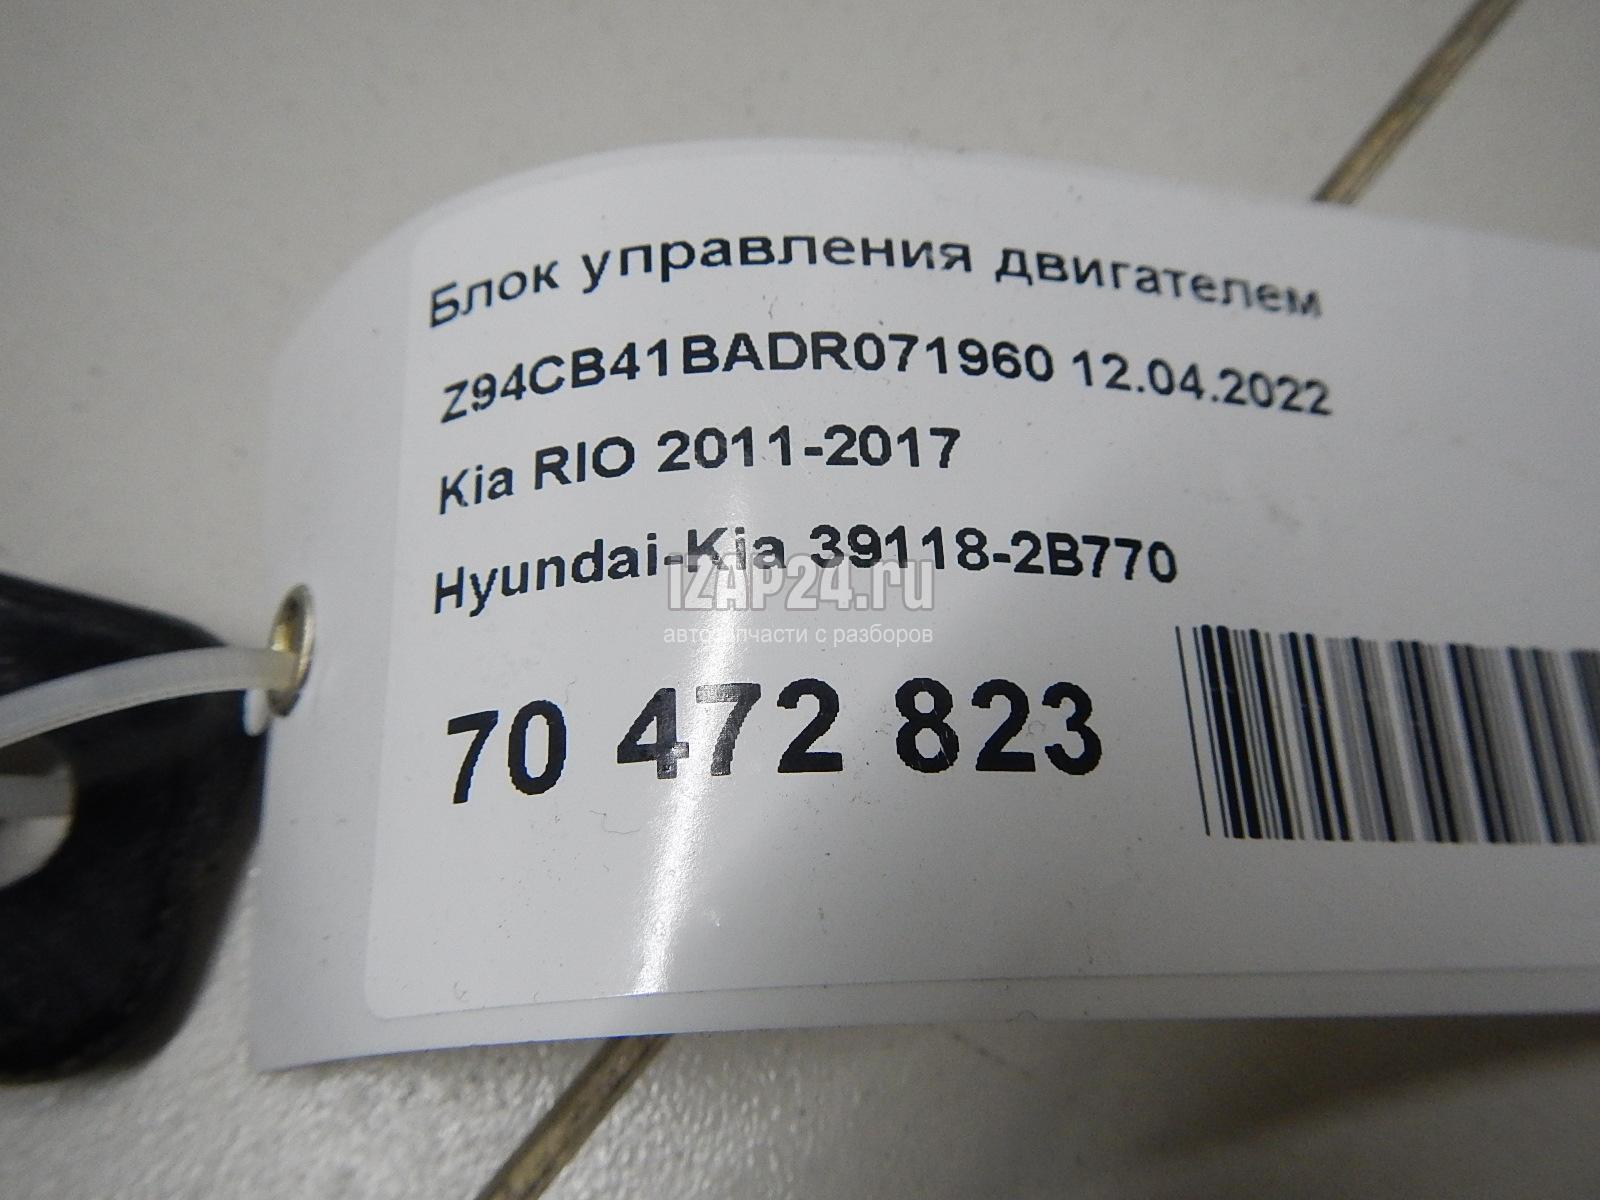 Блок управления двигателем
Z94CB41BADR071960 12.04.2022
Kia RIO 2011-2017
Hyundai-Kia 39118-2B770
iZAP24.ru
автозапчасти с разборов
70 472 823